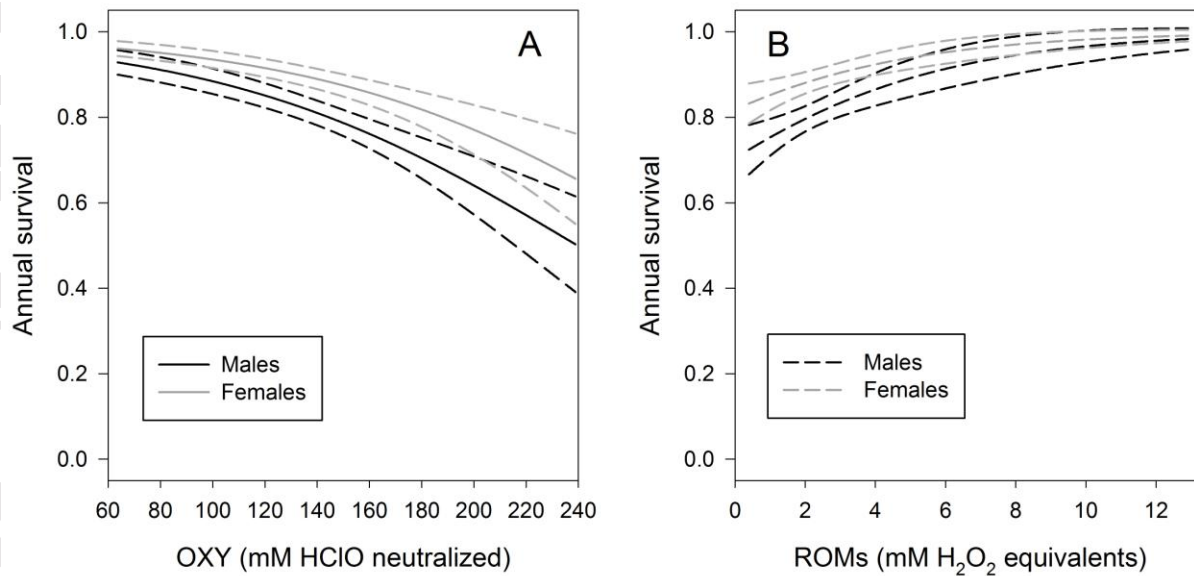 A
Annual survival
1.0
0.8
0.6
0.4
0.2
0.0
Males
Females
60 80 100 120 140 160 180 200 220 240
OXY (mM HClO neutralized)
B
Annual survival
1.0
0.8
0.6
0.4
0.2
0.0
Males
Females
0 2 4 6 8 10 12
ROMs (mM H₂O₂ equivalents)